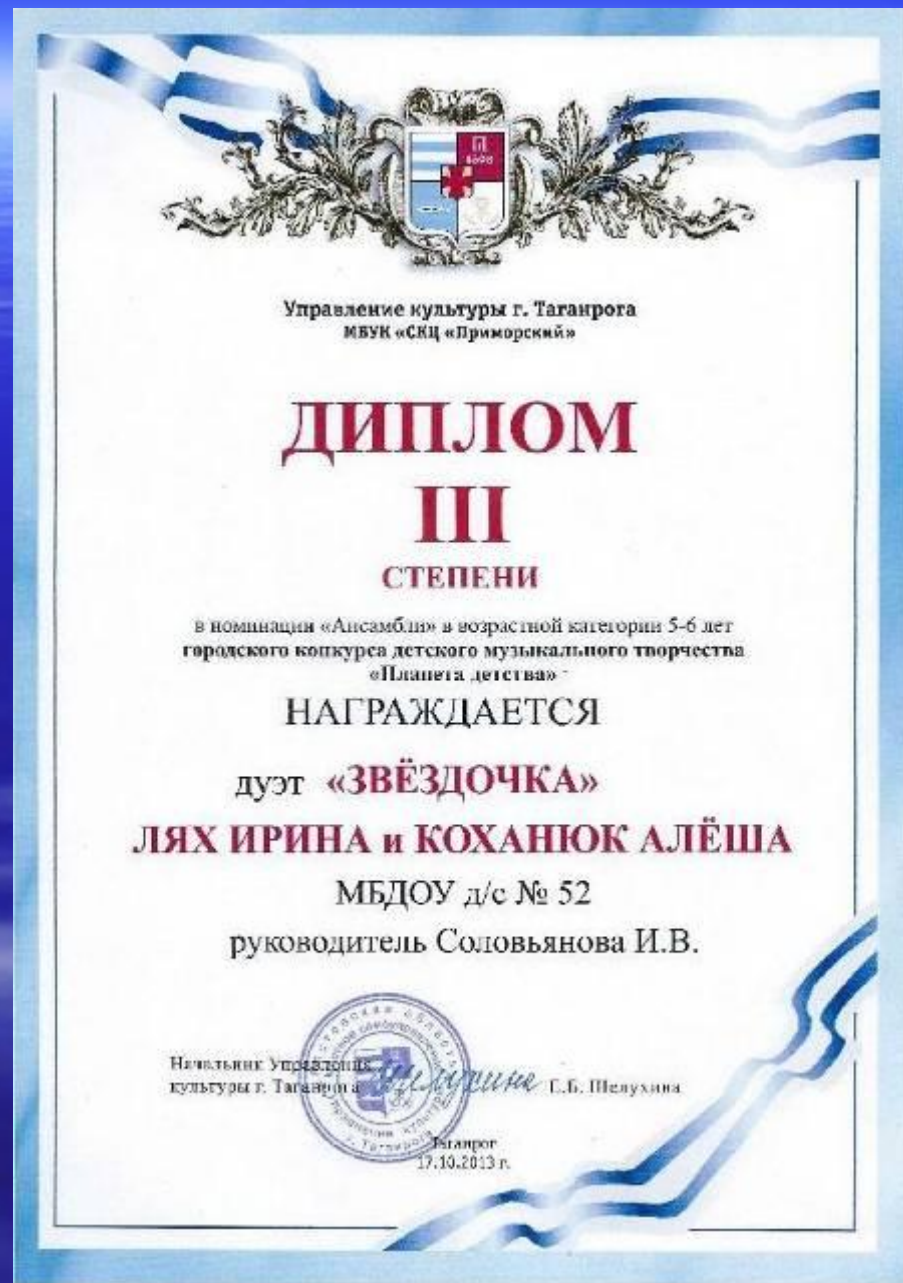 Управление культуры г. Таганрога
МБУК «СКЦ «Приморский»
ДИПЛОМ
III
СТЕПЕНИ
в номинации «Ансамбли» в возрастной категории 5-6 лет
городского конкурса детского музыкального творчества
«Планета детства»
НАГРАЖДАЕТСЯ
дуэт «ЗВЁЗДОЧКА»
ЛЯХ ИРИНА и КОХАНЮК АЛЁША
МБДОУ д/с № 52
руководитель Соловьянова И.В.
Начальник Управления
культуры г. Таганрога Шелухина
Таганрог
17.10.2013 г.